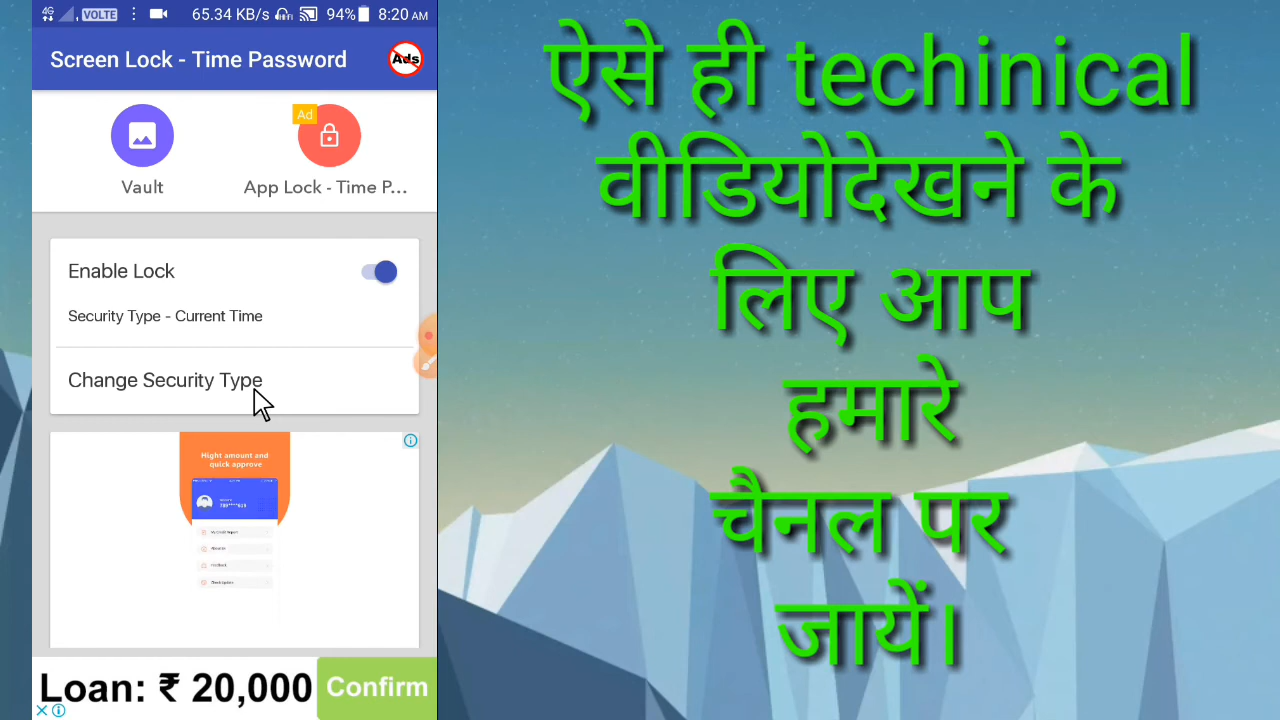 4G VOLTE 65.34 KB/s 94% 8:20 AM
Screen Lock - Time Password
Ads
Ad
Vault
App Lock - Time P...
Enable Lock
Security Type - Current Time
Change Security Type
Hight amount and
quick approve
Loan: ₹ 20,000
Confirm
ऐसे ही techinical
वीडियोदेखने के
लिए आप
हमारे
चैनल पर
जायें।